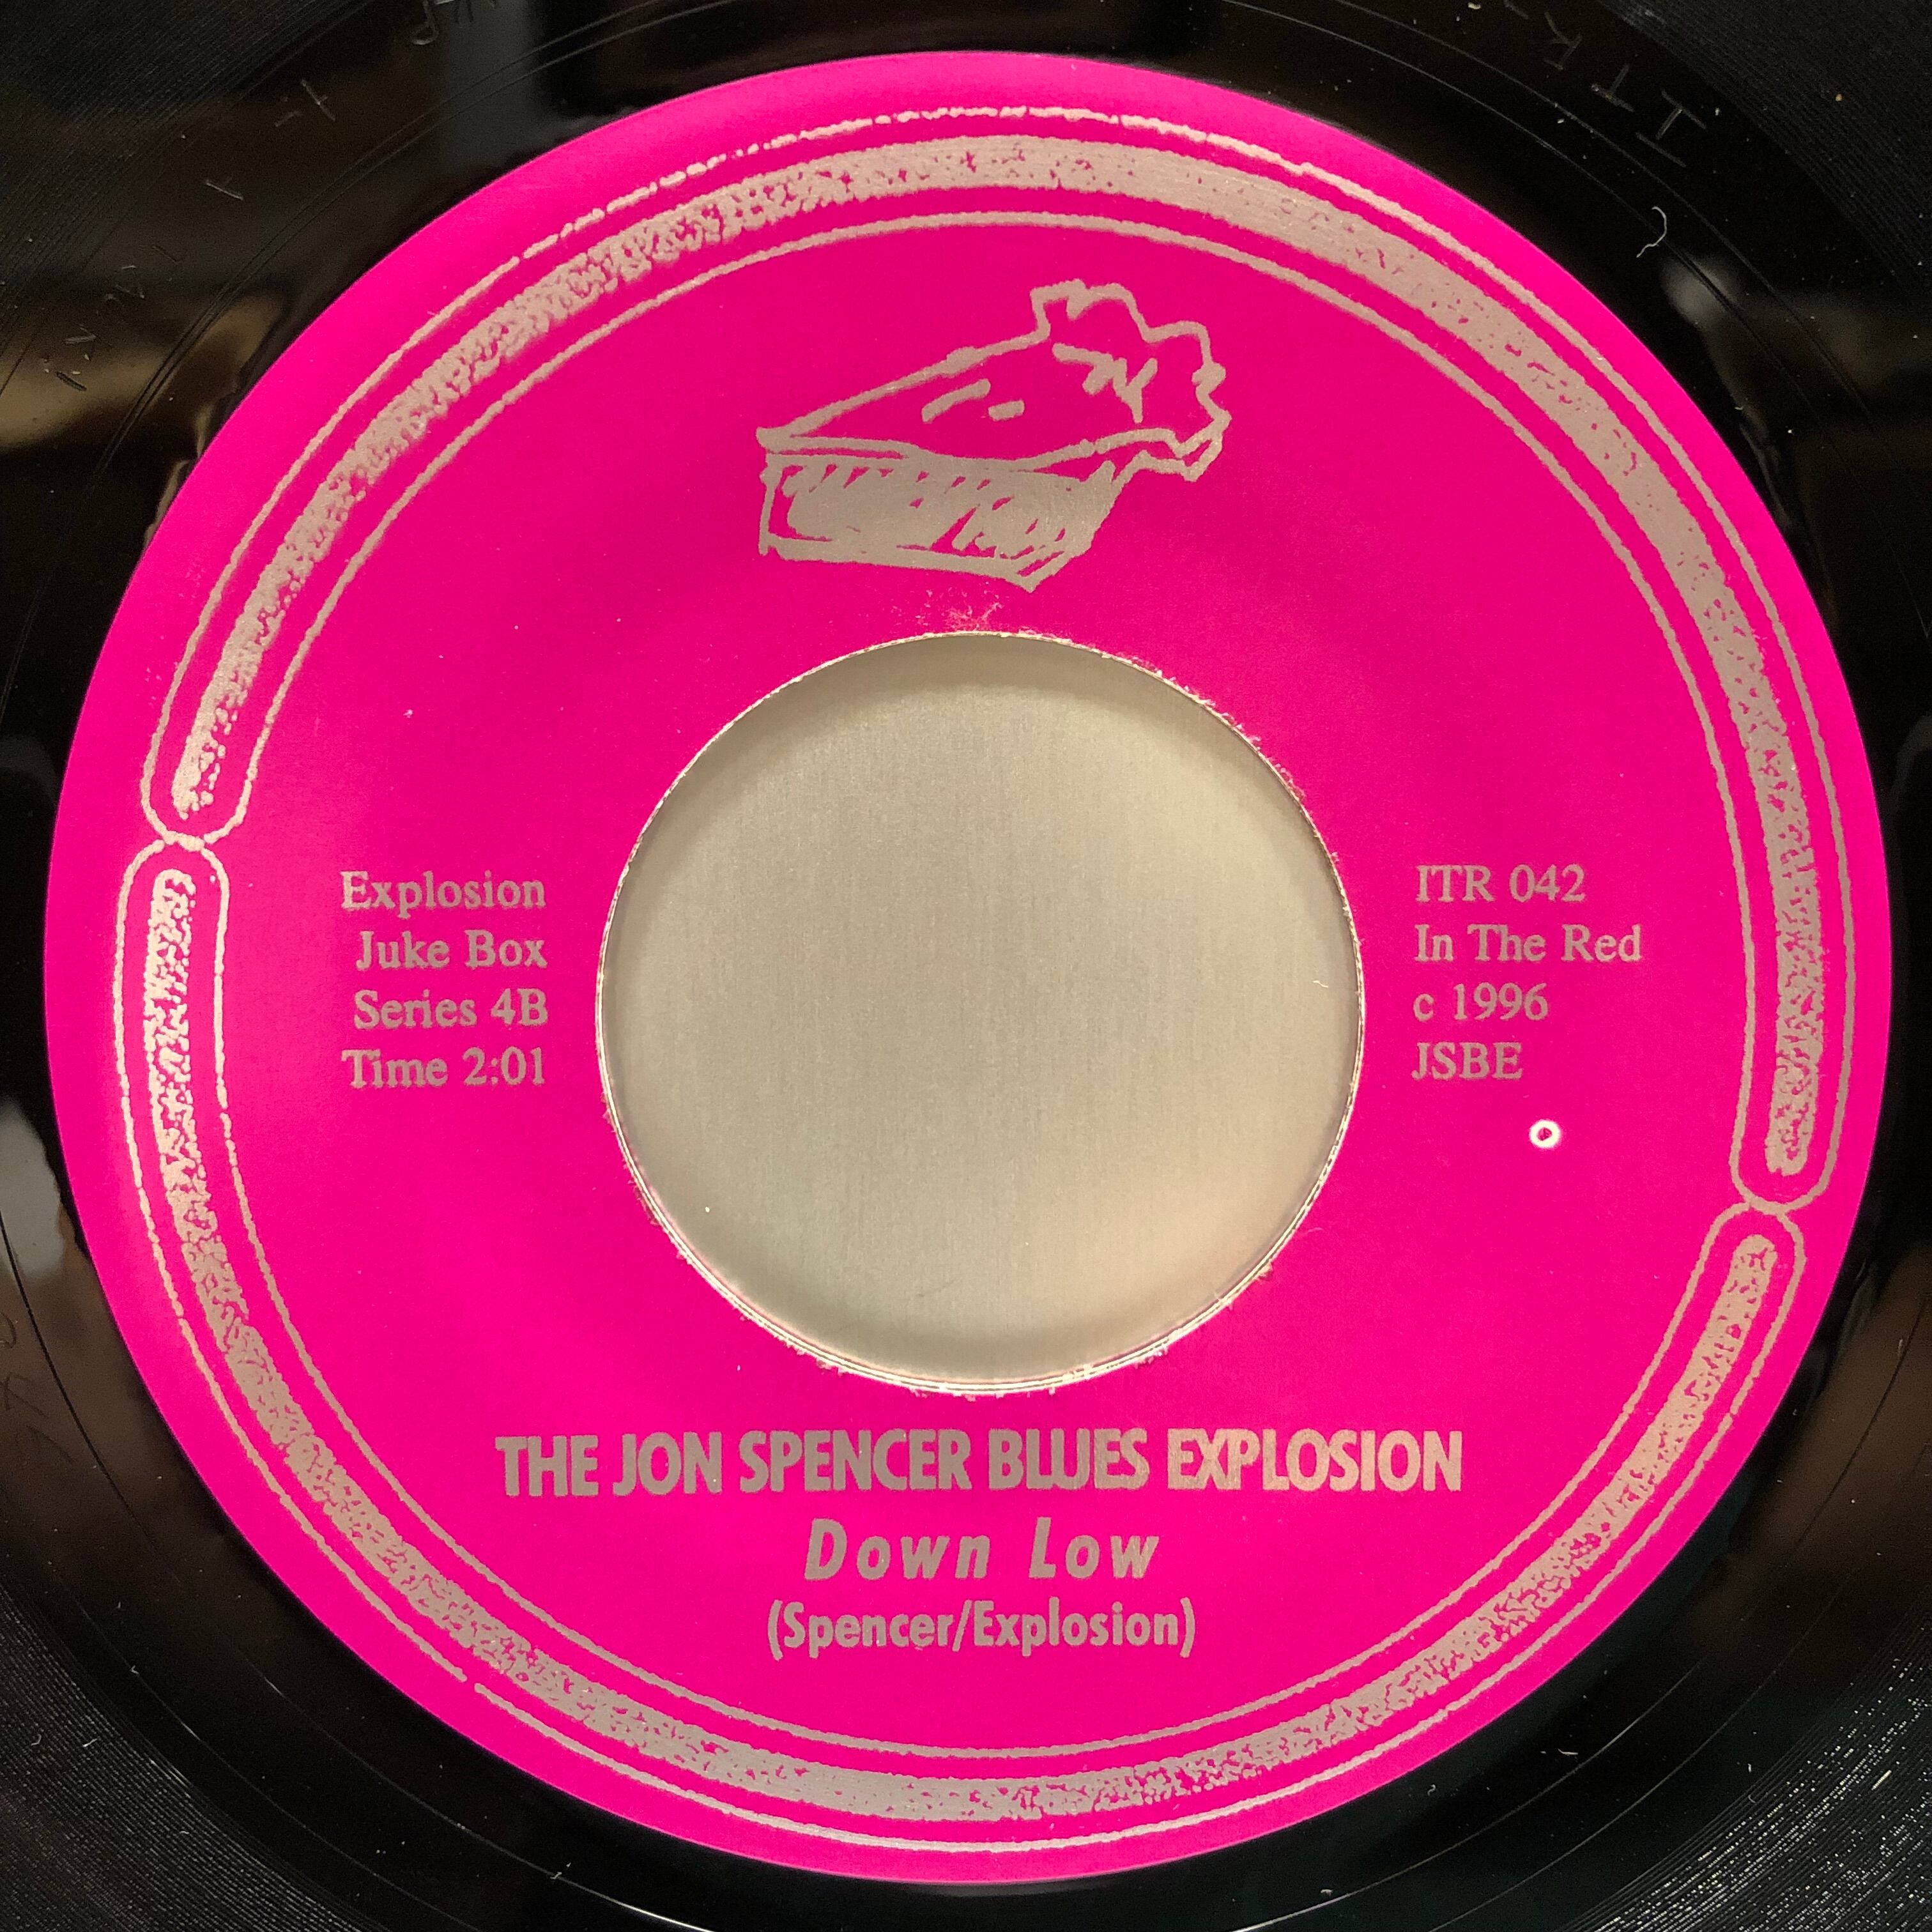 Explosion
Juke Box
Series 4B
Time 2:01
ITR 042
In The Red
c 1996
JSBE
THE JON SPENCER BLUES EXPLOSION
Down Low
(Spencer/Explosion)